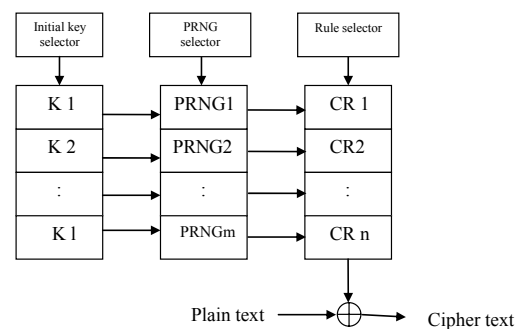 Initial key
selector
PRNG
selector
Rule selector
K 1
PRNG1
CR 1
K 2
PRNG2
CR2
:
:
:
K l
PRNGm
CR n
Plain text
Cipher text